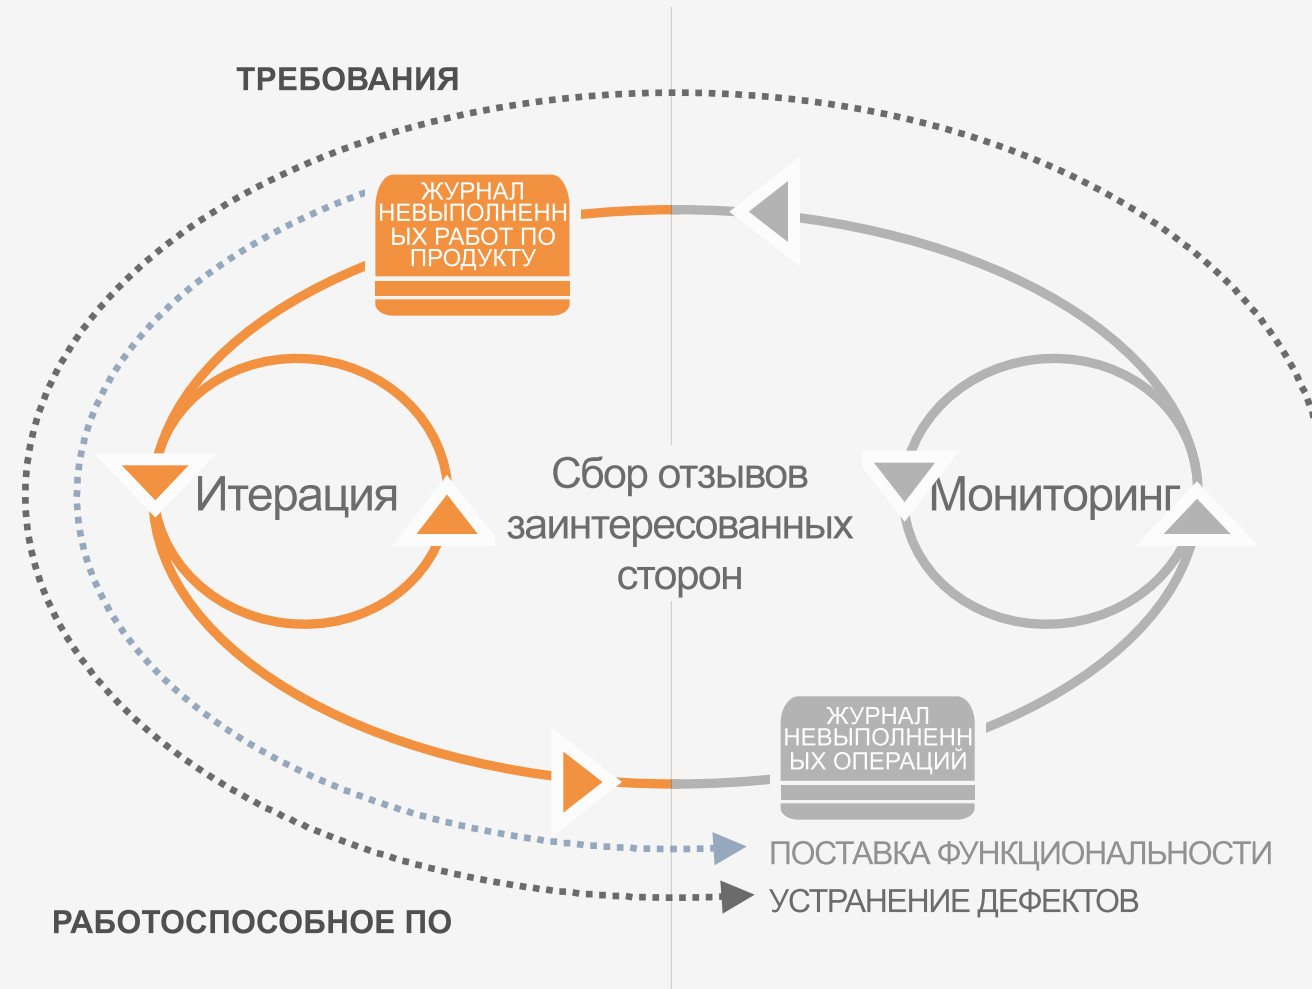 ТРЕБОВАНИЯ
ЖУРНАЛ
НЕВЫПОЛНЕНН
ЫХ РАБОТ ПО
ПРОДУКТУ
Итерация
Сбор отзывов
заинтересованных
сторон
Мониторинг
ЖУРНАЛ
НЕВЫПОЛНЕНН
ЫХ ОПЕРАЦИЙ
ПОСТАВКА ФУНКЦИОНАЛЬНОСТИ
УСТРАНЕНИЕ ДЕФЕКТОВ
РАБОТОСПОСОБНОЕ ПО